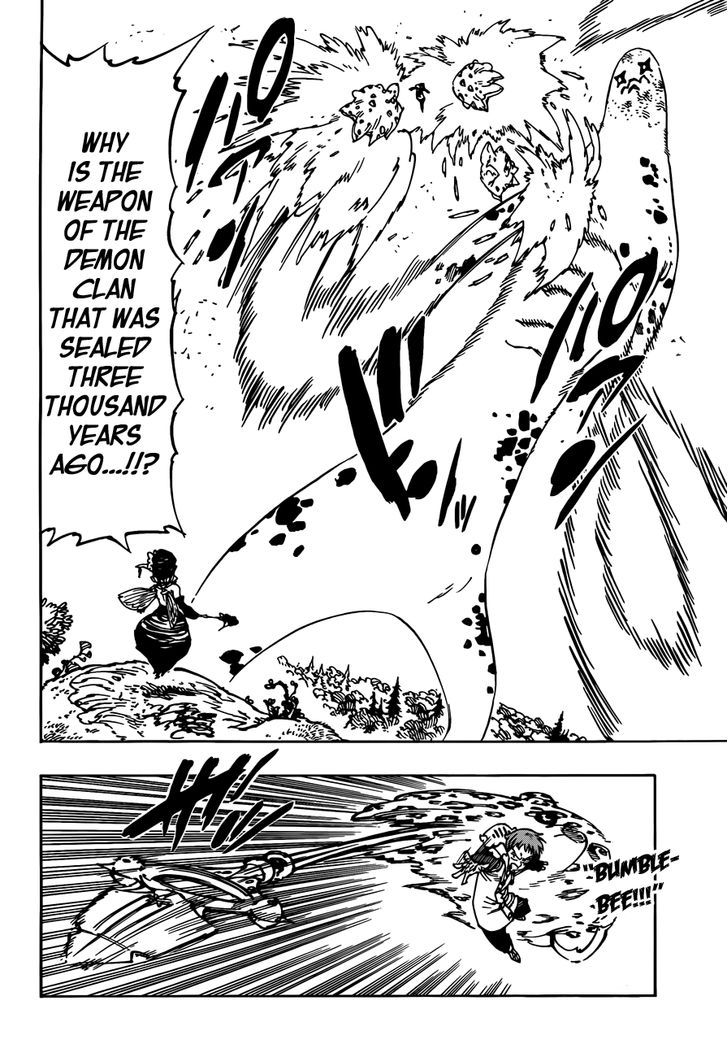 WHY
IS THE
WEAPON
OF THE
DEMON
CLAN
THAT WAS
SEALED
THREE
THOUSAND
YEARS
AGO...!!?
"BUMBLE-
BEE!!!"